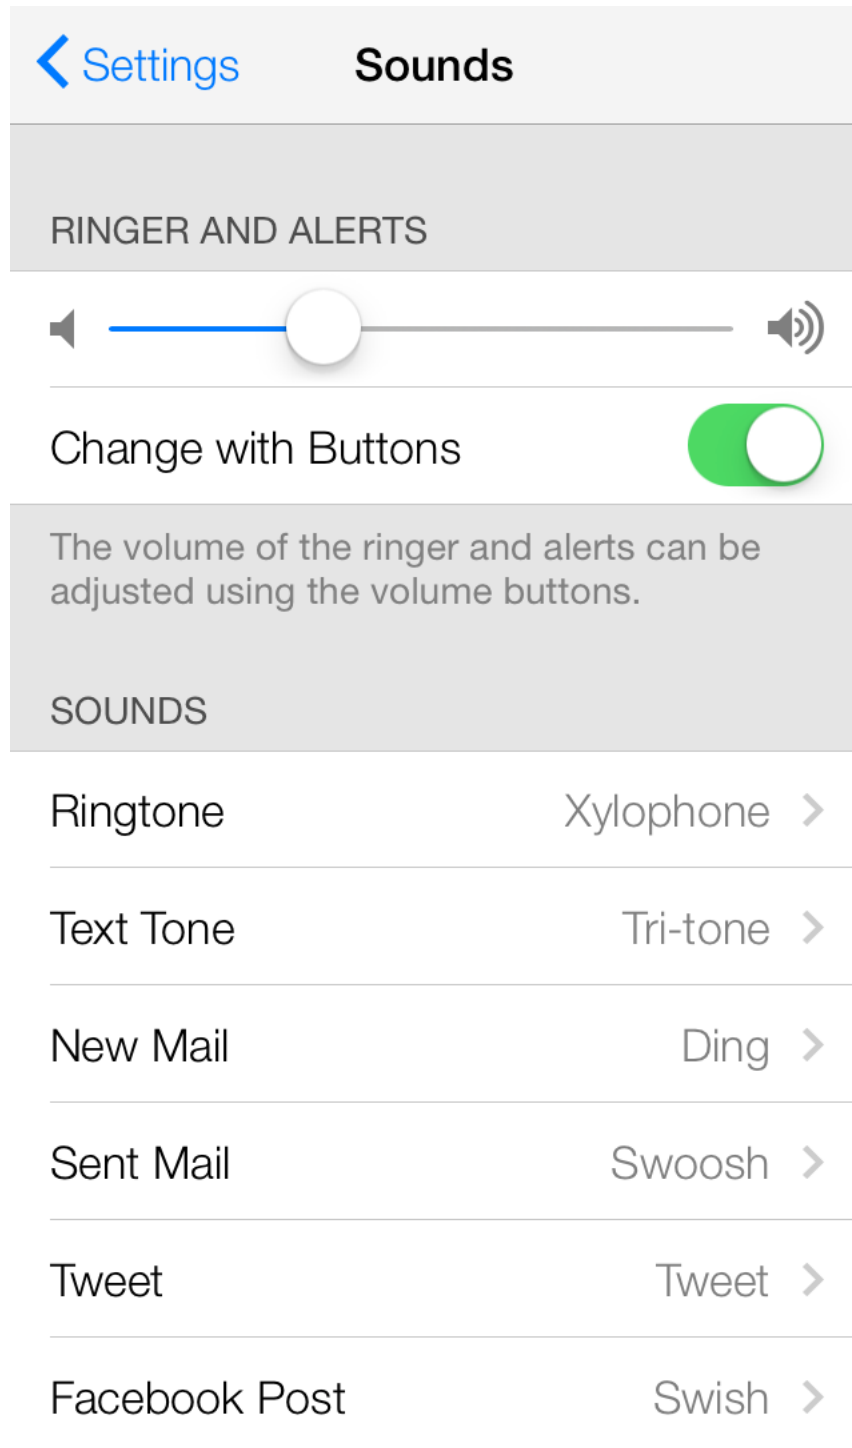 Settings Sounds
RINGER AND ALERTS
Change with Buttons
The volume of the ringer and alerts can be
adjusted using the volume buttons.
SOUNDS
Ringtone Xylophone
Text Tone Tri-tone
New Mail Ding
Sent Mail Swoosh
Tweet Tweet
Facebook Post Swish